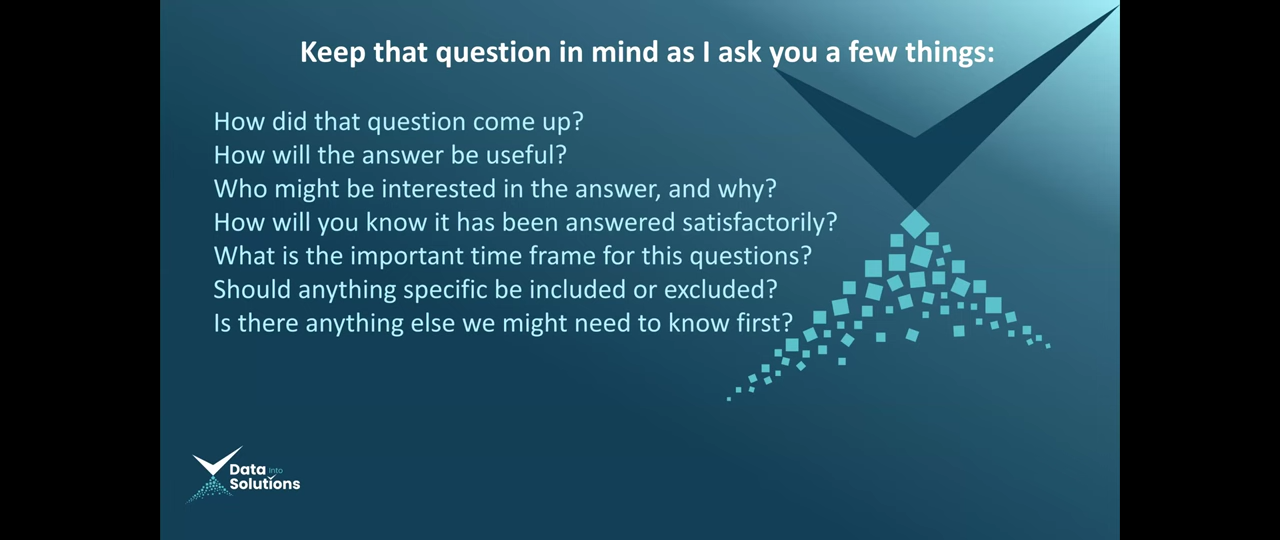 Keep that question in mind as I ask you a few things:
How did that question come up?
How will the answer be useful?
Who might be interested in the answer, and why?
How will you know it has been answered satisfactorily?
What is the important time frame for this questions?
Should anything specific be included or excluded?
Is there anything else we might need to know first?
Data Into
Solutions